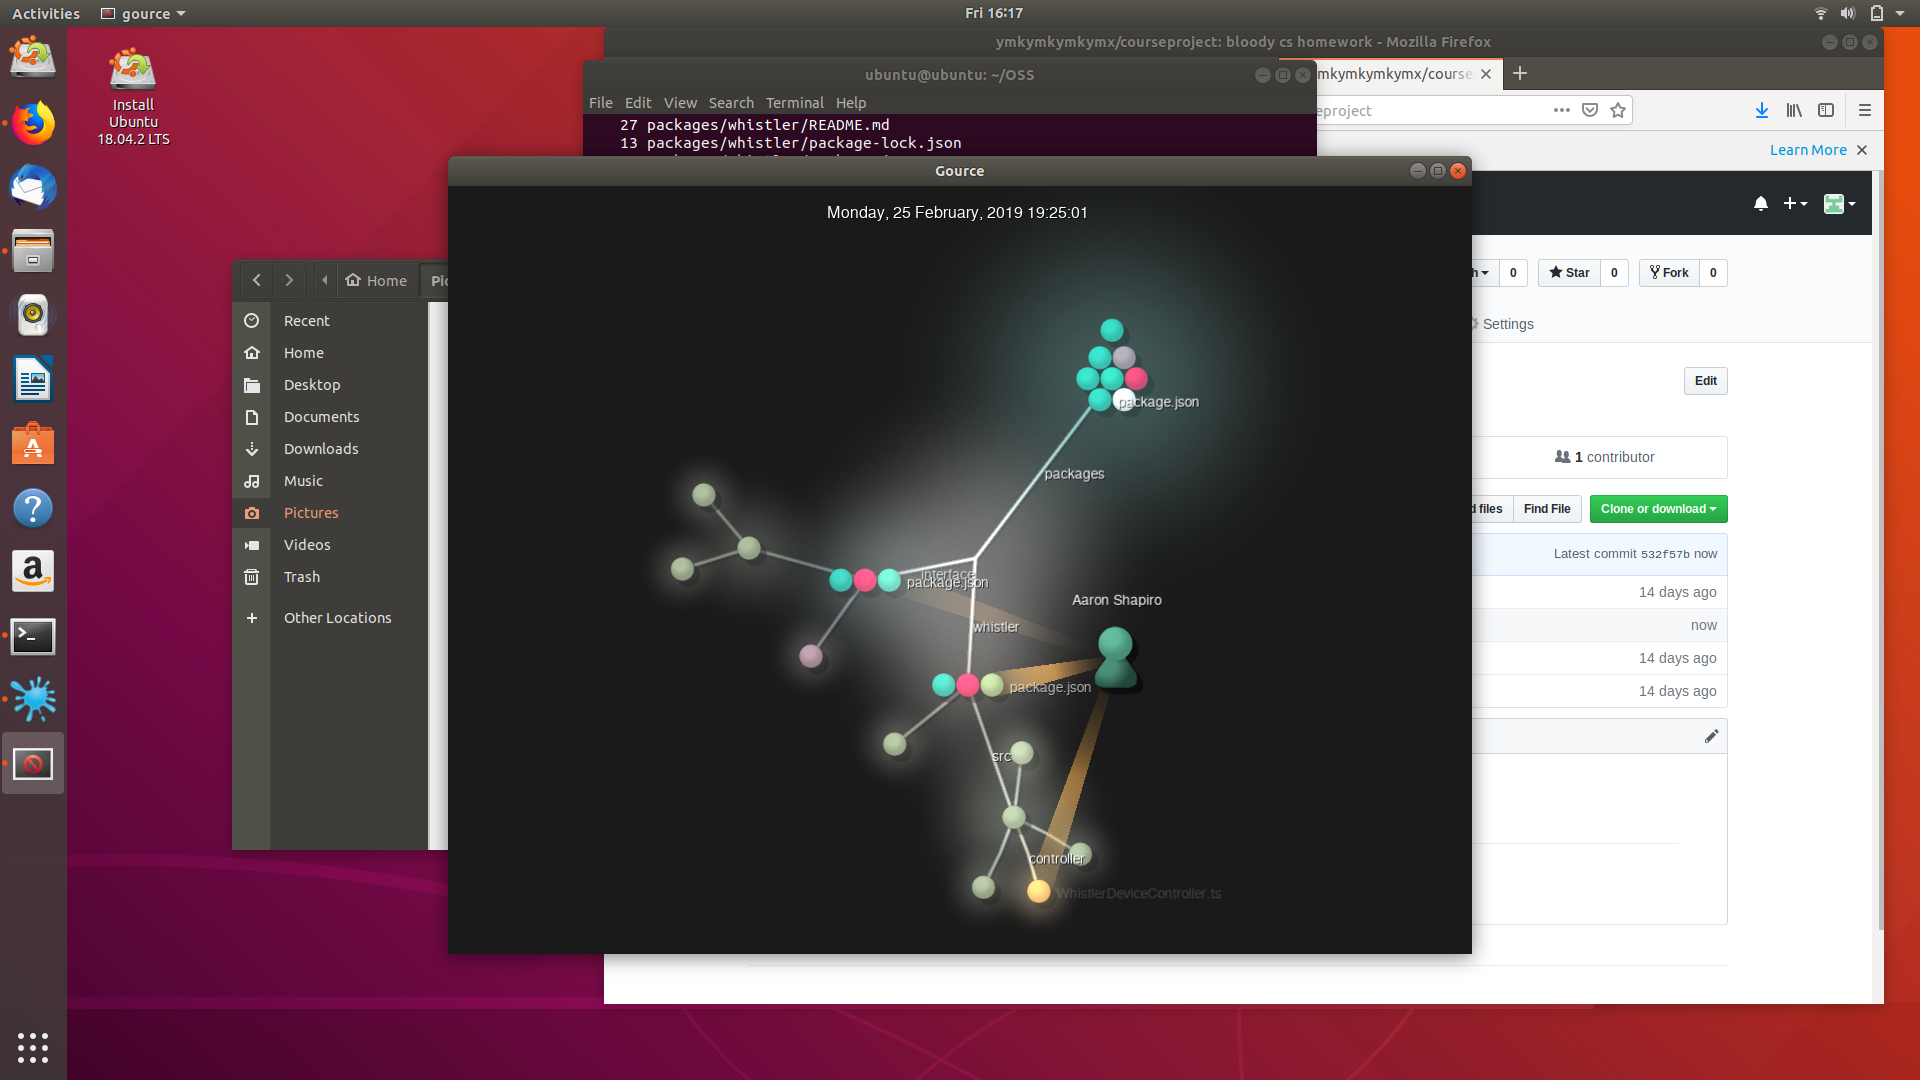 Activities
gource
Fri 16:17
Install
Ubuntu
18.04.2 LTS
ymkymkymkymx/courseproject: bloody cs homework - Mozilla Firefox
ubuntu@ubuntu: ~/OSS
mkymkymkymx/course
File Edit View Search Terminal Help
eproject
27 packages/whistler/README.md
13 packages/whistler/package-lock.json
Learn More
Gource
Monday, 25 February, 2019 19:25:01
Home
Pic
Recent
Home
Desktop
Documents
Downloads
Music
Pictures
Videos
Trash
Other Locations
package.json
packages
interface
package.json
Aaron Shapiro
whistler
package.json
src
controller
WhistlerDeviceController.ts
h 0
Star 0
Fork 0
Settings
Edit
1 contributor
d files
Find File
Clone or download
Latest commit 532f57b now
14 days ago
now
14 days ago
14 days ago